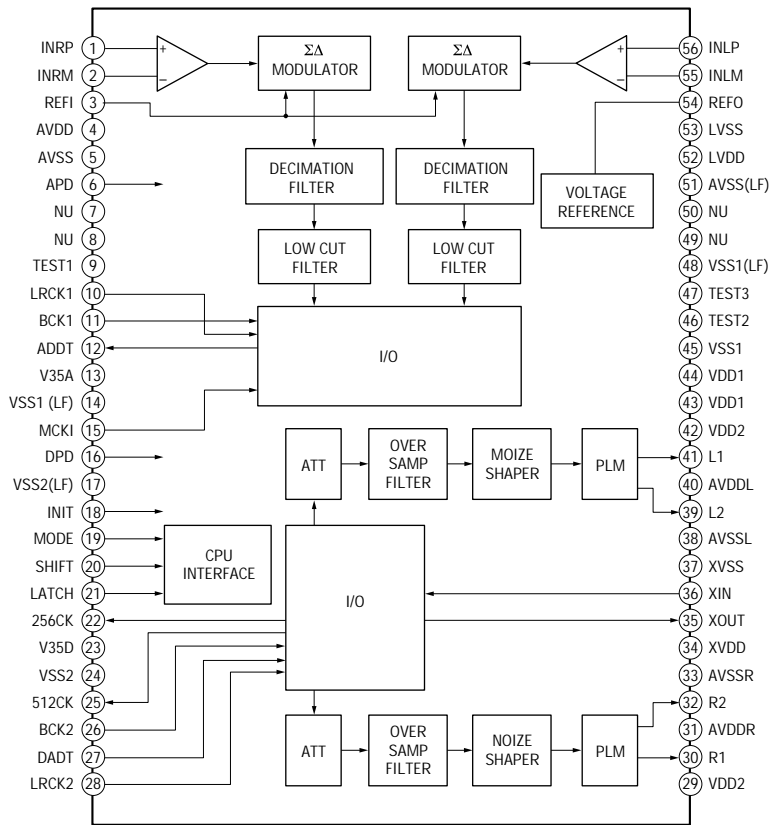 INRP 1
INRM 2
REFI 3
AVDD 4
AVSS 5
APD 6
NU 7
NU 8
TEST1 9
LRCK1 10
BCK1 11
ADDT 12
V35A 13
VSS1 (LF) 14
MCKI 15
DPD 16
VSS2(LF) 17
INIT 18
MODE 19
SHIFT 20
LATCH 21
256CK 22
V35D 23
VSS2 24
512CK 25
BCK2 26
DADT 27
LRCK2 28
+
−
ΣΔ
MODULATOR
ΣΔ
MODULATOR
+
−
DECIMATION
FILTER
DECIMATION
FILTER
VOLTAGE
REFERENCE
LOW CUT
FILTER
LOW CUT
FILTER
I/O
ATT
OVER
SAMP
FILTER
MOIZE
SHAPER
PLM
CPU
INTERFACE
I/O
ATT
OVER
SAMP
FILTER
NOIZE
SHAPER
PLM
56 INLP
55 INLM
54 REFO
53 LVSS
52 LVDD
51 AVSS(LF)
50 NU
49 NU
48 VSS1(LF)
47 TEST3
46 TEST2
45 VSS1
44 VDD1
43 VDD1
42 VDD2
41 L1
40 AVDDL
39 L2
38 AVSSL
37 XVSS
36 XIN
35 XOUT
34 XVDD
33 AVSSR
32 R2
31 AVDDR
30 R1
29 VDD2